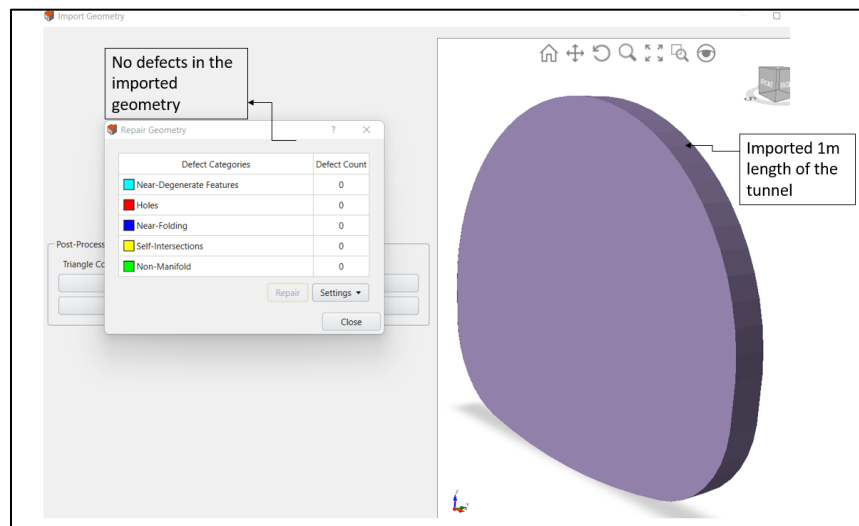 Import Geometry
No defects in the
imported
geometry
Repair Geometry
?
Defect Categories Defect Count
Near-Degenerate Features 0
Holes 0
Near-Folding 0
Self-Intersections 0
Non-Manifold 0
Repair Settings
Close
Post-Process
Triangle Co
Imported 1m
length of the
tunnel
z